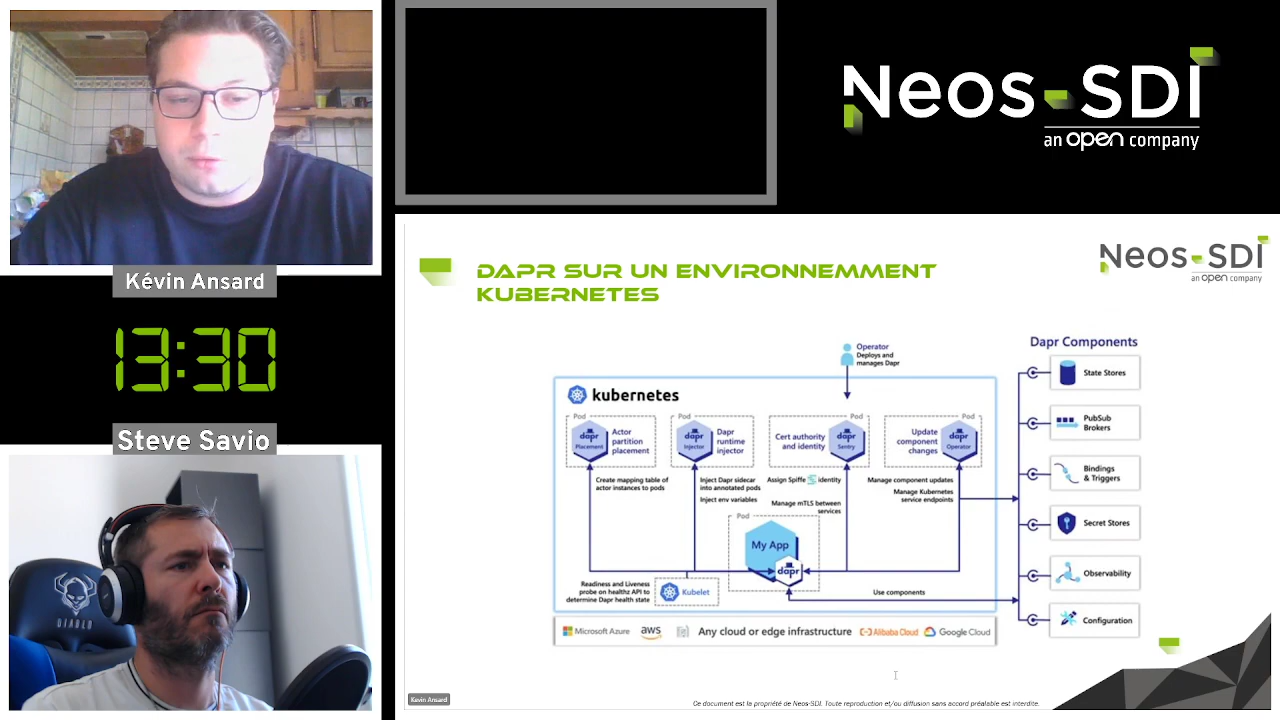 Neos-SDI
an open company
Kévin Ansard
13:30
Steve Savio
DIABLO
Neos-SDI
an open company
DAPR SUR UN ENVIRONNEMMENT
KUBERNETES
Operator
Deploys and
manages Dapr
kubernetes
Pod
dapr
Placement
Actor
partition
placement
Pod
dapr
Injector
Dapr
runtime
injector
Pod
Cert authority
and identity
dapr
Sentry
Pod
Update
component
changes
dapr
Operator
Create mapping table of
actor instances to pods
Inject Dapr sidecar
into annotated pods
Inject env variables
Assign Spiffe identity
Manage mTLS between
services
Manage component updates
Manage Kubernetes
service endpoints
Pod
My App
dapr
Readiness and Liveness
probe on healthz API to
determine Dapr health state
Kubelet
Use components
Microsoft Azure
aws
Any cloud or edge infrastructure
Alibaba Cloud
Google Cloud
Dapr Components
State Stores
PubSub
Brokers
Bindings
& Triggers
Secret Stores
Observability
Configuration
Kevin Ansard
Ce document est la propriété de Neos-SDI. Toute reproduction et/ou diffusion sans accord préalable est interdite.